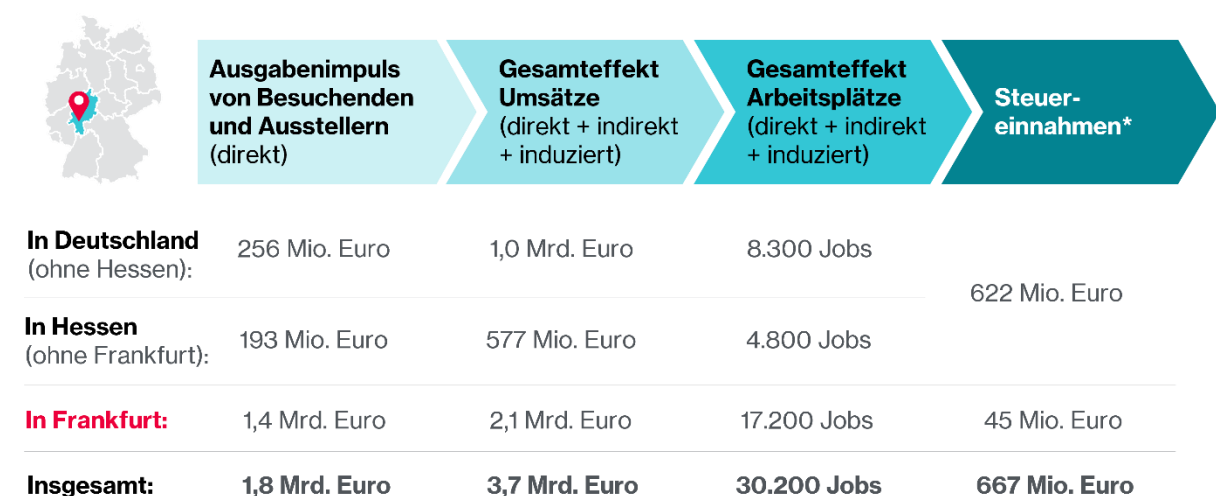 Ausgabenimpuls
von Besuchenden
und Ausstellern
(direkt)
Gesamteffekt
Umsätze
(direkt + indirekt
+ induziert)
Gesamteffekt
Arbeitsplätze
(direkt + indirekt
+ induziert)
Steuer-
einnahmen*
In Deutschland
(ohne Hessen):
256 Mio. Euro
1,0 Mrd. Euro
8.300 Jobs
622 Mio. Euro
In Hessen
(ohne Frankfurt):
193 Mio. Euro
577 Mio. Euro
4.800 Jobs
In Frankfurt:
1,4 Mrd. Euro
2,1 Mrd. Euro
17.200 Jobs
45 Mio. Euro
Insgesamt:
1,8 Mrd. Euro
3,7 Mrd. Euro
30.200 Jobs
667 Mio. Euro